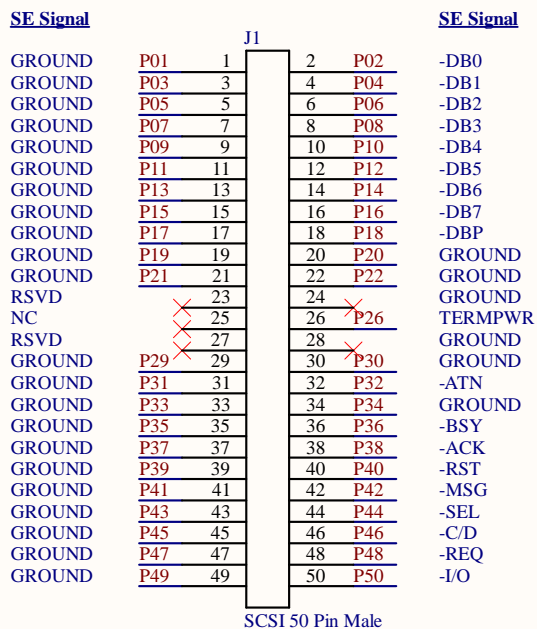 SE Signal SE Signal
J1
GROUND P01 1 2 P02 -DB0
GROUND P03 3 4 P04 -DB1
GROUND P05 5 6 P06 -DB2
GROUND P07 7 8 P08 -DB3
GROUND P09 9 10 P10 -DB4
GROUND P11 11 12 P12 -DB5
GROUND P13 13 14 P14 -DB6
GROUND P15 15 16 P16 -DB7
GROUND P17 17 18 P18 -DBP
GROUND P19 19 20 P20 GROUND
GROUND P21 21 22 P22 GROUND
RSVD 23 24 GROUND
NC 25 26 P26 TERMPWR
RSVD 27 28 GROUND
GROUND P29 29 30 P30 GROUND
GROUND P31 31 32 P32 -ATN
GROUND P33 33 34 P34 GROUND
GROUND P35 35 36 P36 -BSY
GROUND P37 37 38 P38 -ACK
GROUND P39 39 40 P40 -RST
GROUND P41 41 42 P42 -MSG
GROUND P43 43 44 P44 -SEL
GROUND P45 45 46 P46 -C/D
GROUND P47 47 48 P48 -REQ
GROUND P49 49 50 P50 -I/O
SCSI 50 Pin Male